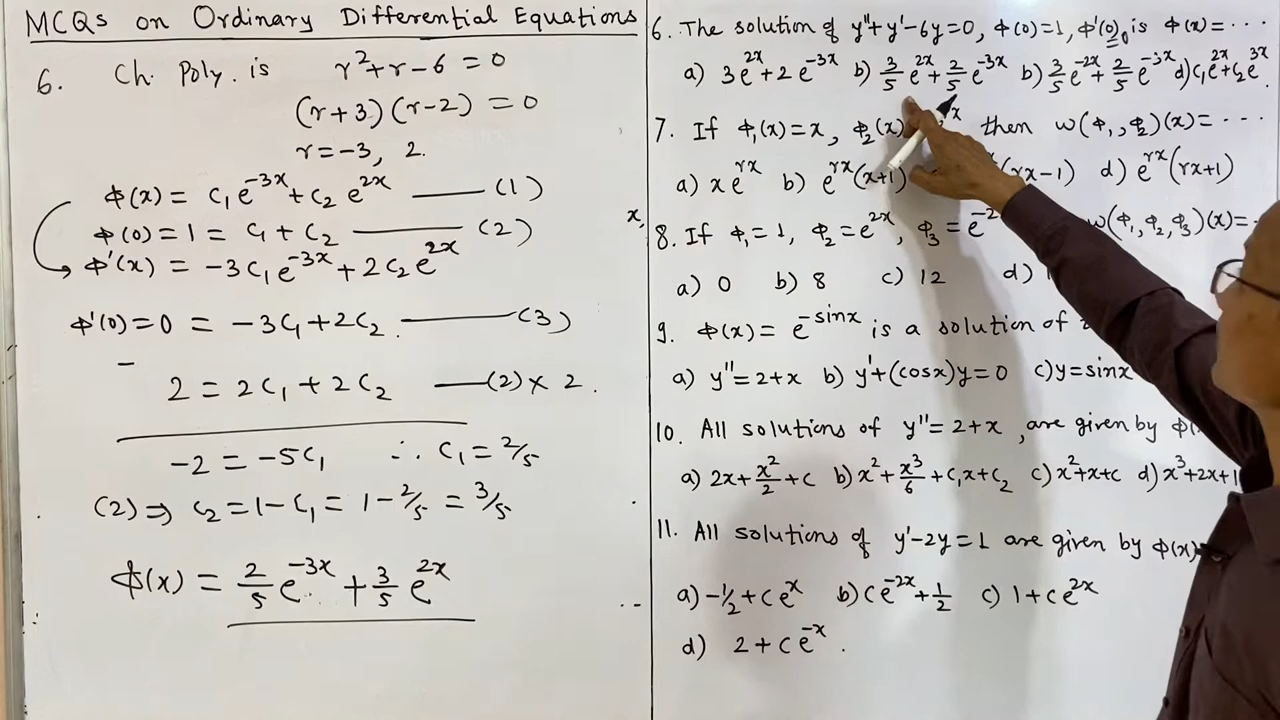 MCQs on Ordinary Differential Equations
6. Ch. Poly. is r²+r-6=0
(r+3)(r-2)=0
r=-3, 2.
Φ(x) = C₁e^-3x + C₂e^2x —— (1)
Φ(0)=1= C₁+C₂ —— (2)
Φ'(x) = -3C₁e^-3x + 2C₂e^2x
Φ'(0)=0 = -3C₁+2C₂ —— (3)
-
2 = 2C₁+2C₂ —— (2)×2.
-2 = -5C₁ ∴ C₁ = 2/5
(2)⇒ C₂ = 1-C₁ = 1-2/5 = 3/5
Φ(x) = 2/5 e^-3x + 3/5 e^2x
x,
6. The solution of y''+y'-6y=0, Φ(0)=1, Φ'(0)=0 is Φ(x)=...
a) 3e^2x+2e^-3x b) 3/5 e^2x + 2/5 e^-3x b) 3/5 e^-2x + 2/5 e^-3x d) C₁e^2x+C₂e^3x.
7. If Φ₁(x)=x, Φ₂(x) then W(Φ₁,Φ₂)(x)=...
a) xe^rx b) e^rx(x+1) (rx-1) d) e^rx(rx+1)
8. If Φ₁=1, Φ₂=e^2x, Φ₃=e^-2 W(Φ₁,Φ₂,Φ₃)(x)=
a) 0 b) 8 c) 12 d)
9. Φ(x)= e^-sinx is a solution of
a) y''=2+x b) y'+(cosx)y=0 c) y=sinx
10. All solutions of y''=2+x, are given by
a) 2x+x²/2+C b) x²+x³/6+C₁x+C₂ c) x²+x+C d) x³+2x+1
11. All solutions of y'-2y=1 are given by Φ(x)
a) -1/2+Ce^x b) Ce^-2x+1/2 c) 1+Ce^2x
d) 2+Ce^-x.